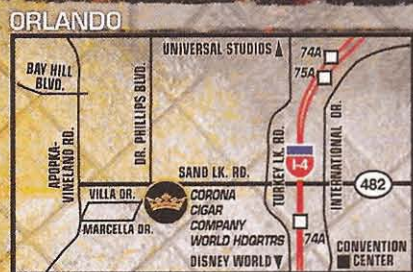 ORLANDO
UNIVERSAL STUDIOS
74A
75A
BAY HILL
BLVD.
APOPKA-
VINELAND RD.
DR. PHILLIPS BLVD.
TURKEY LK. RD.
INTERNATIONAL DR.
I-4
SAND LK. RD.
482
VILLA DR.
MARCELLA DR.
CORONA
CIGAR
COMPANY
WORLD HDQRTRS
74A
DISNEY WORLD
CONVENTION
CENTER